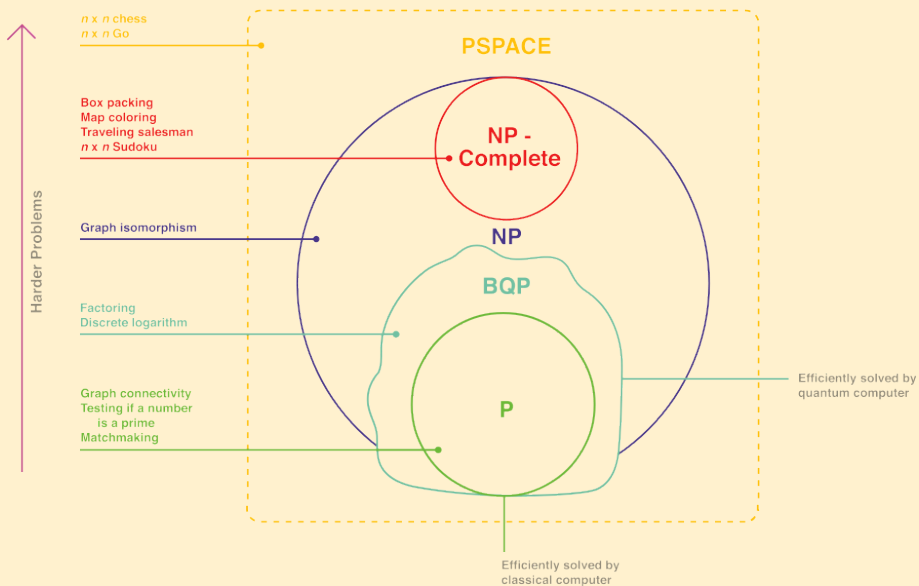 n x n chess
n x n Go
PSPACE
Box packing
Map coloring
Traveling salesman
n x n Sudoku
NP -
Complete
Harder Problems
Graph isomorphism
NP
BQP
Factoring
Discrete logarithm
Efficiently solved by
quantum computer
Graph connectivity
Testing if a number
is a prime
Matchmaking
P
Efficiently solved by
classical computer